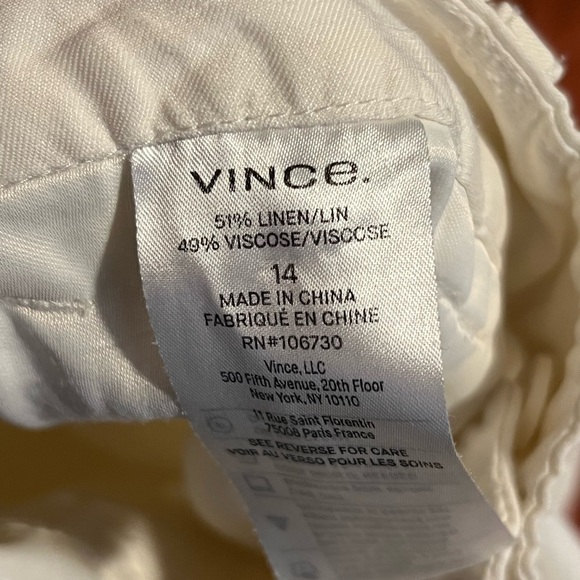 VINCe.
51% LINEN/LIN
49% VISCOSE/VISCOSE
14
MADE IN CHINA
FABRIQUÉ EN CHINE
RN#106730
Vince, LLC
500 Fifth Avenue, 20th Floor
New York, NY 10110
11 Rue Saint Florentin
75008 Paris France
SEE REVERSE FOR CARE
VOIR AU VERSO POUR LES SOINS